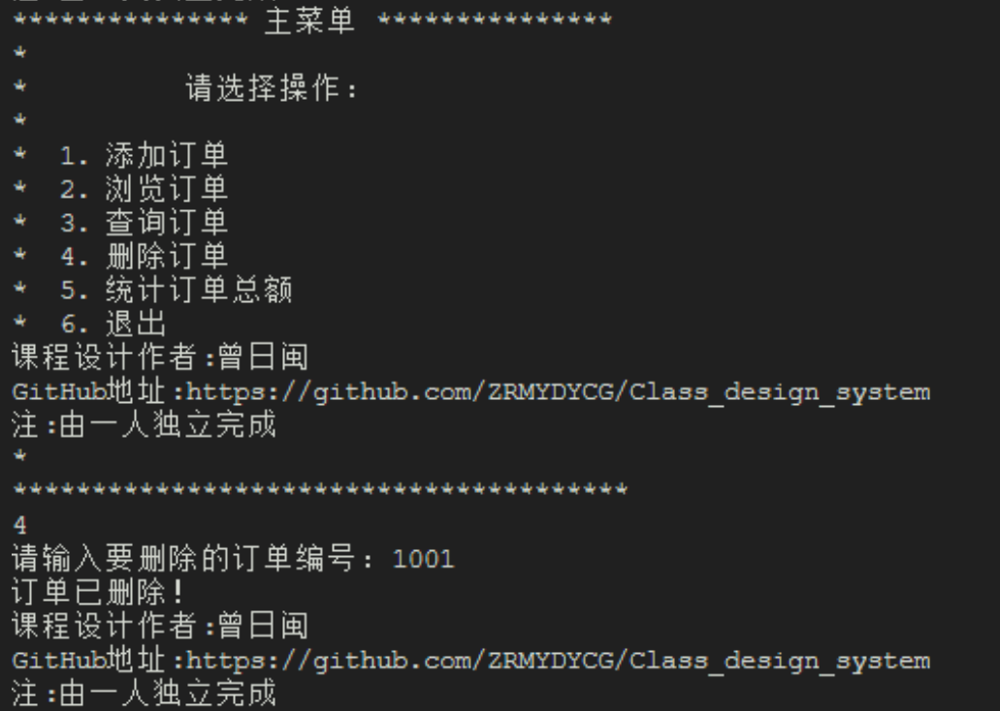 *************** 主菜单 ***************
*
*          请选择操作:
*
*  1. 添加订单
*  2. 浏览订单
*  3. 查询订单
*  4. 删除订单
*  5. 统计订单总额
*  6. 退出
课程设计作者:曾日闽
GitHub地址:https://github.com/ZRMYDYCG/Class_design_system
注:由一人独立完成
*
***************************************
4
请输入要删除的订单编号: 1001
订单已删除!
课程设计作者:曾日闽
GitHub地址:https://github.com/ZRMYDYCG/Class_design_system
注:由一人独立完成